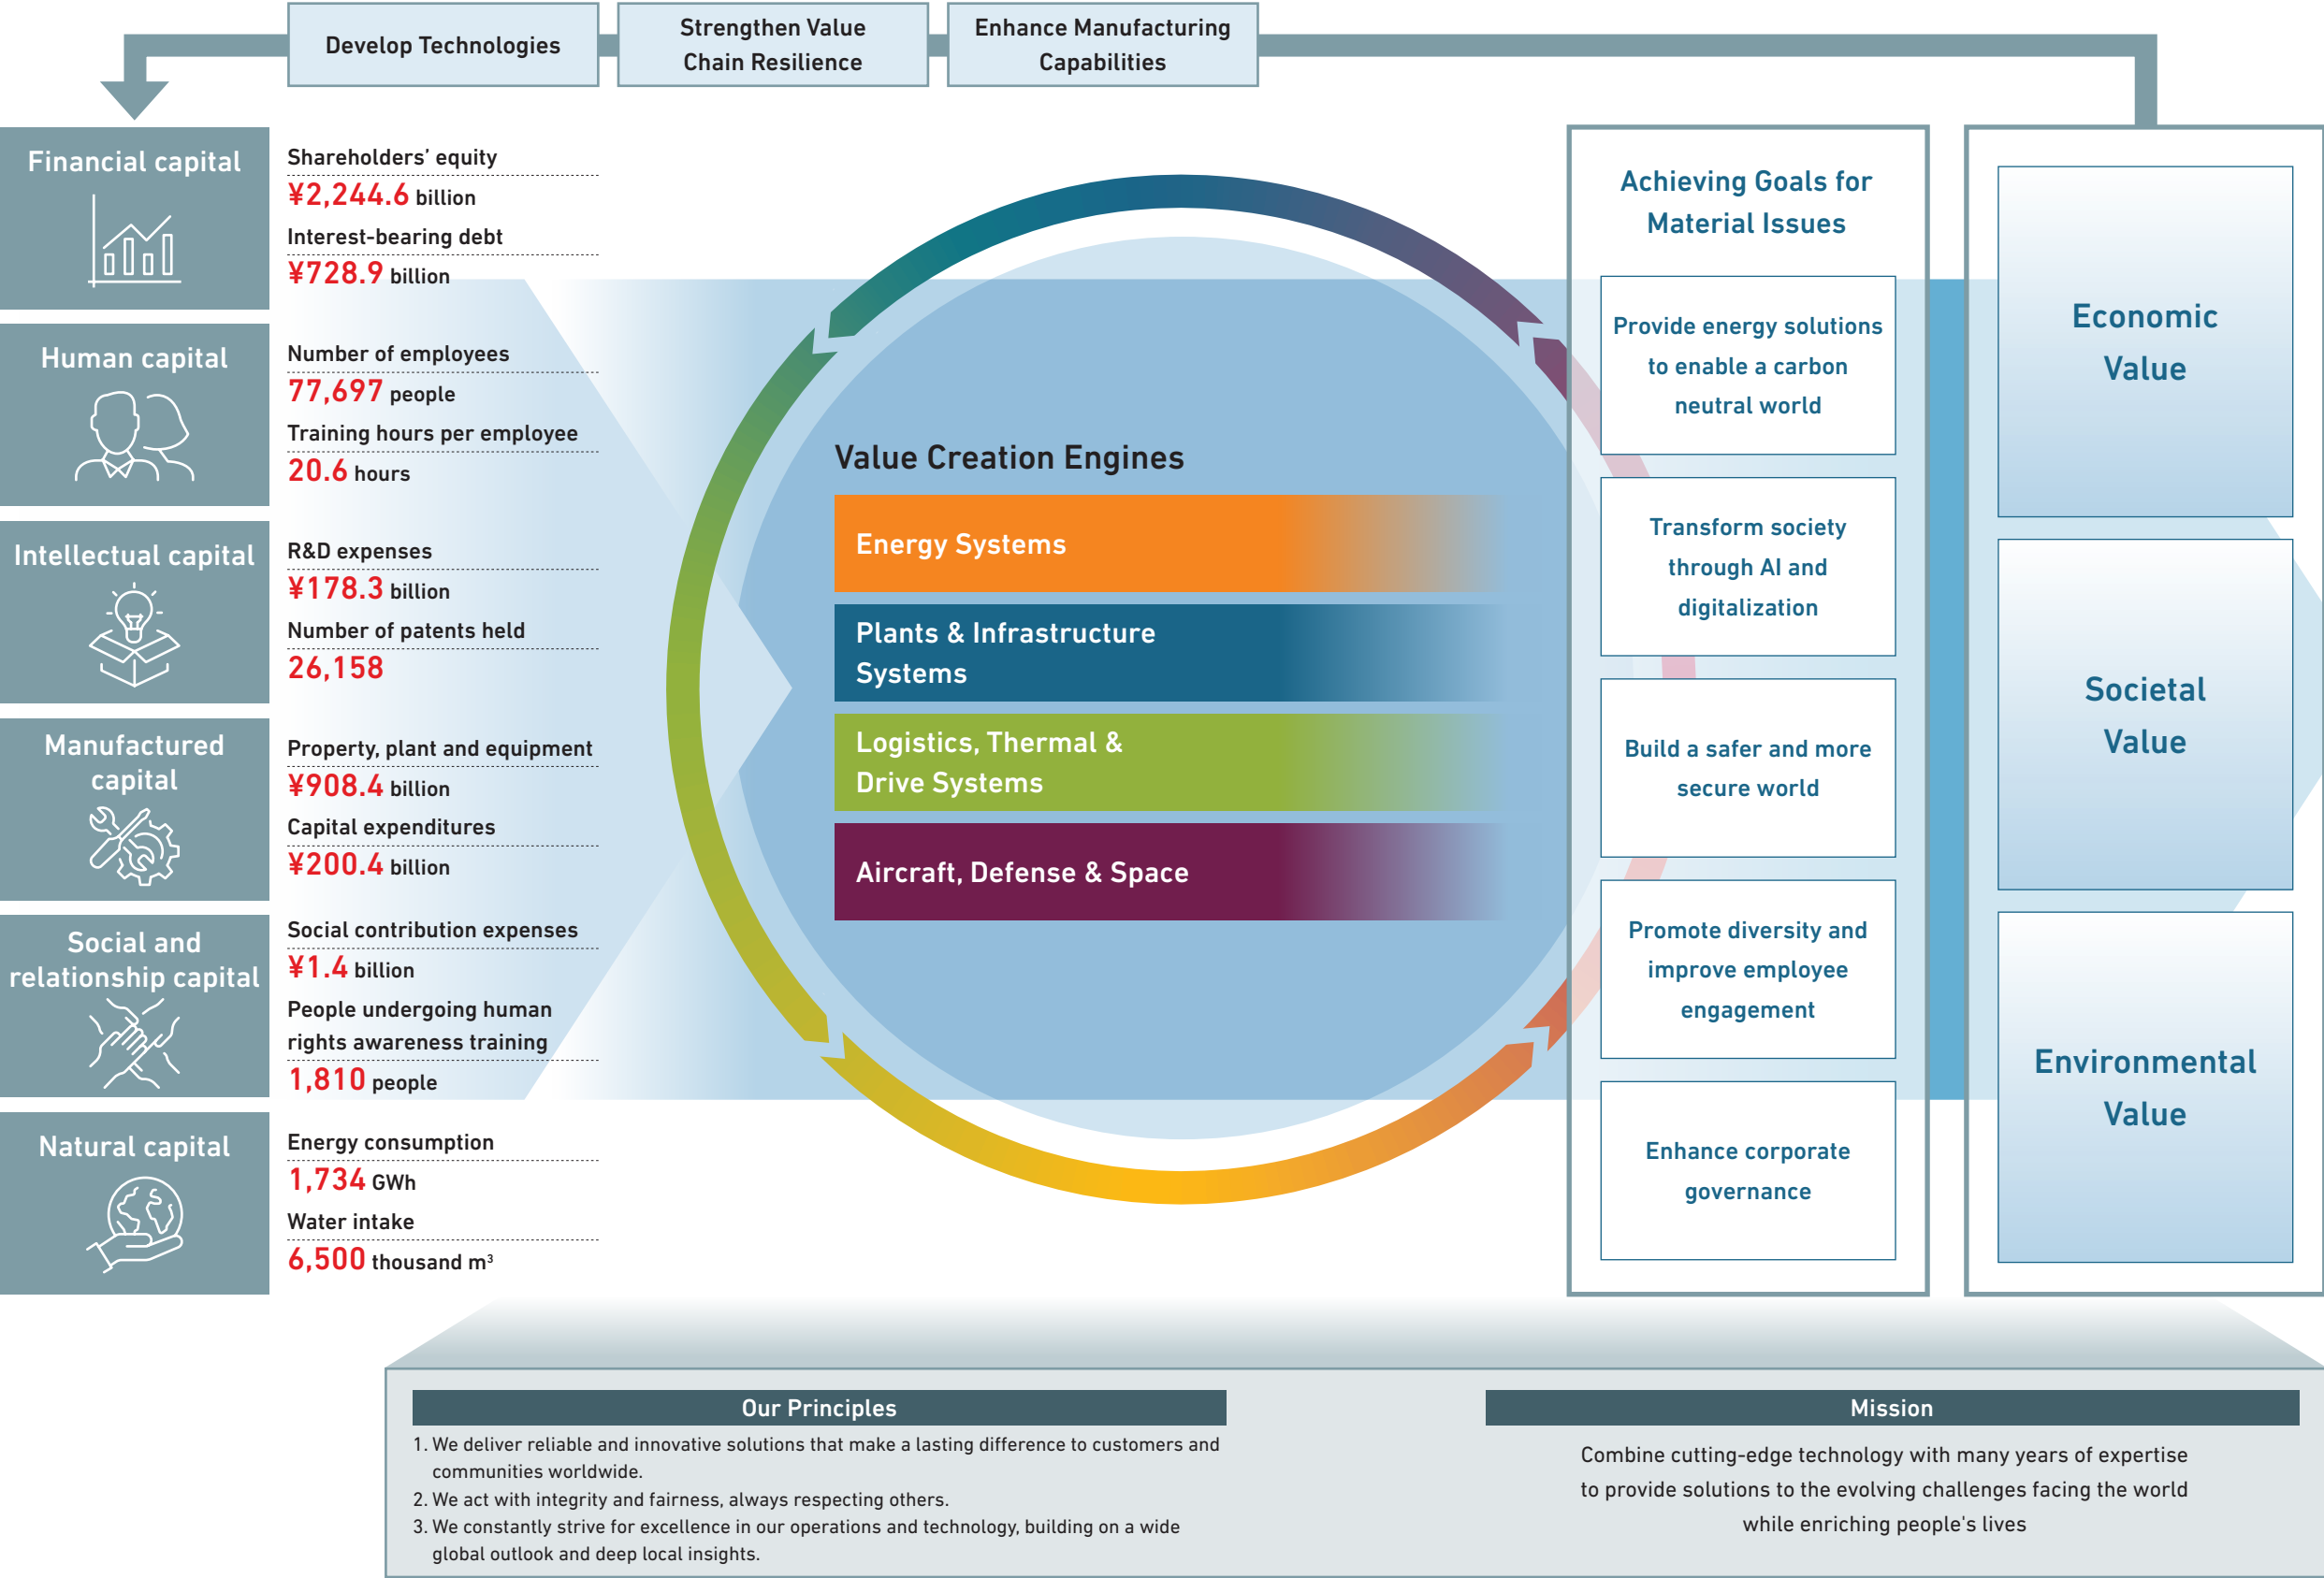 Develop Technologies
Strengthen Value
Chain Resilience
Enhance Manufacturing
Capabilities
Financial capital
Shareholders’ equity
¥2,244.6 billion
Interest-bearing debt
¥728.9 billion
Human capital
Number of employees
77,697 people
Training hours per employee
20.6 hours
Intellectual capital
R&D expenses
¥178.3 billion
Number of patents held
26,158
Manufactured
capital
Property, plant and equipment
¥908.4 billion
Capital expenditures
¥200.4 billion
Social and
relationship capital
Social contribution expenses
¥1.4 billion
People undergoing human
rights awareness training
1,810 people
Natural capital
Energy consumption
1,734 GWh
Water intake
6,500 thousand m³
Value Creation Engines
Energy Systems
Plants & Infrastructure
Systems
Logistics, Thermal &
Drive Systems
Aircraft, Defense & Space
Achieving Goals for
Material Issues
Provide energy solutions
to enable a carbon
neutral world
Transform society
through AI and
digitalization
Build a safer and more
secure world
Promote diversity and
improve employee
engagement
Enhance corporate
governance
Economic
Value
Societal
Value
Environmental
Value
Our Principles
1. We deliver reliable and innovative solutions that make a lasting difference to customers and
communities worldwide.
2. We act with integrity and fairness, always respecting others.
3. We constantly strive for excellence in our operations and technology, building on a wide
global outlook and deep local insights.
Mission
Combine cutting-edge technology with many years of expertise
to provide solutions to the evolving challenges facing the world
while enriching people's lives